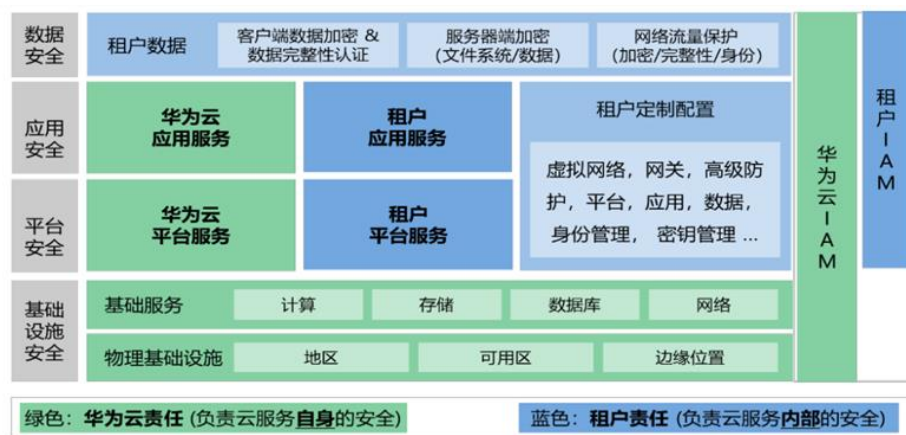 数据
安全
租户数据
客户端数据加密 &
数据完整性认证
服务器端加密
(文件系统/数据)
网络流量保护
(加密/完整性/身份)
应用
安全
华为云
应用服务
租户
应用服务
租户定制配置
虚拟网络，网关，高级防
护，平台，应用，数据，
身份管理， 密钥管理 ...
平台
安全
华为云
平台服务
租户
平台服务
基础
设施
安全
基础服务
计算
存储
数据库
网络
物理基础设施
地区
可用区
边缘位置
华为云IAM
租户IAM
绿色：华为云责任 (负责云服务自身的安全)
蓝色：租户责任 (负责云服务内部的安全)